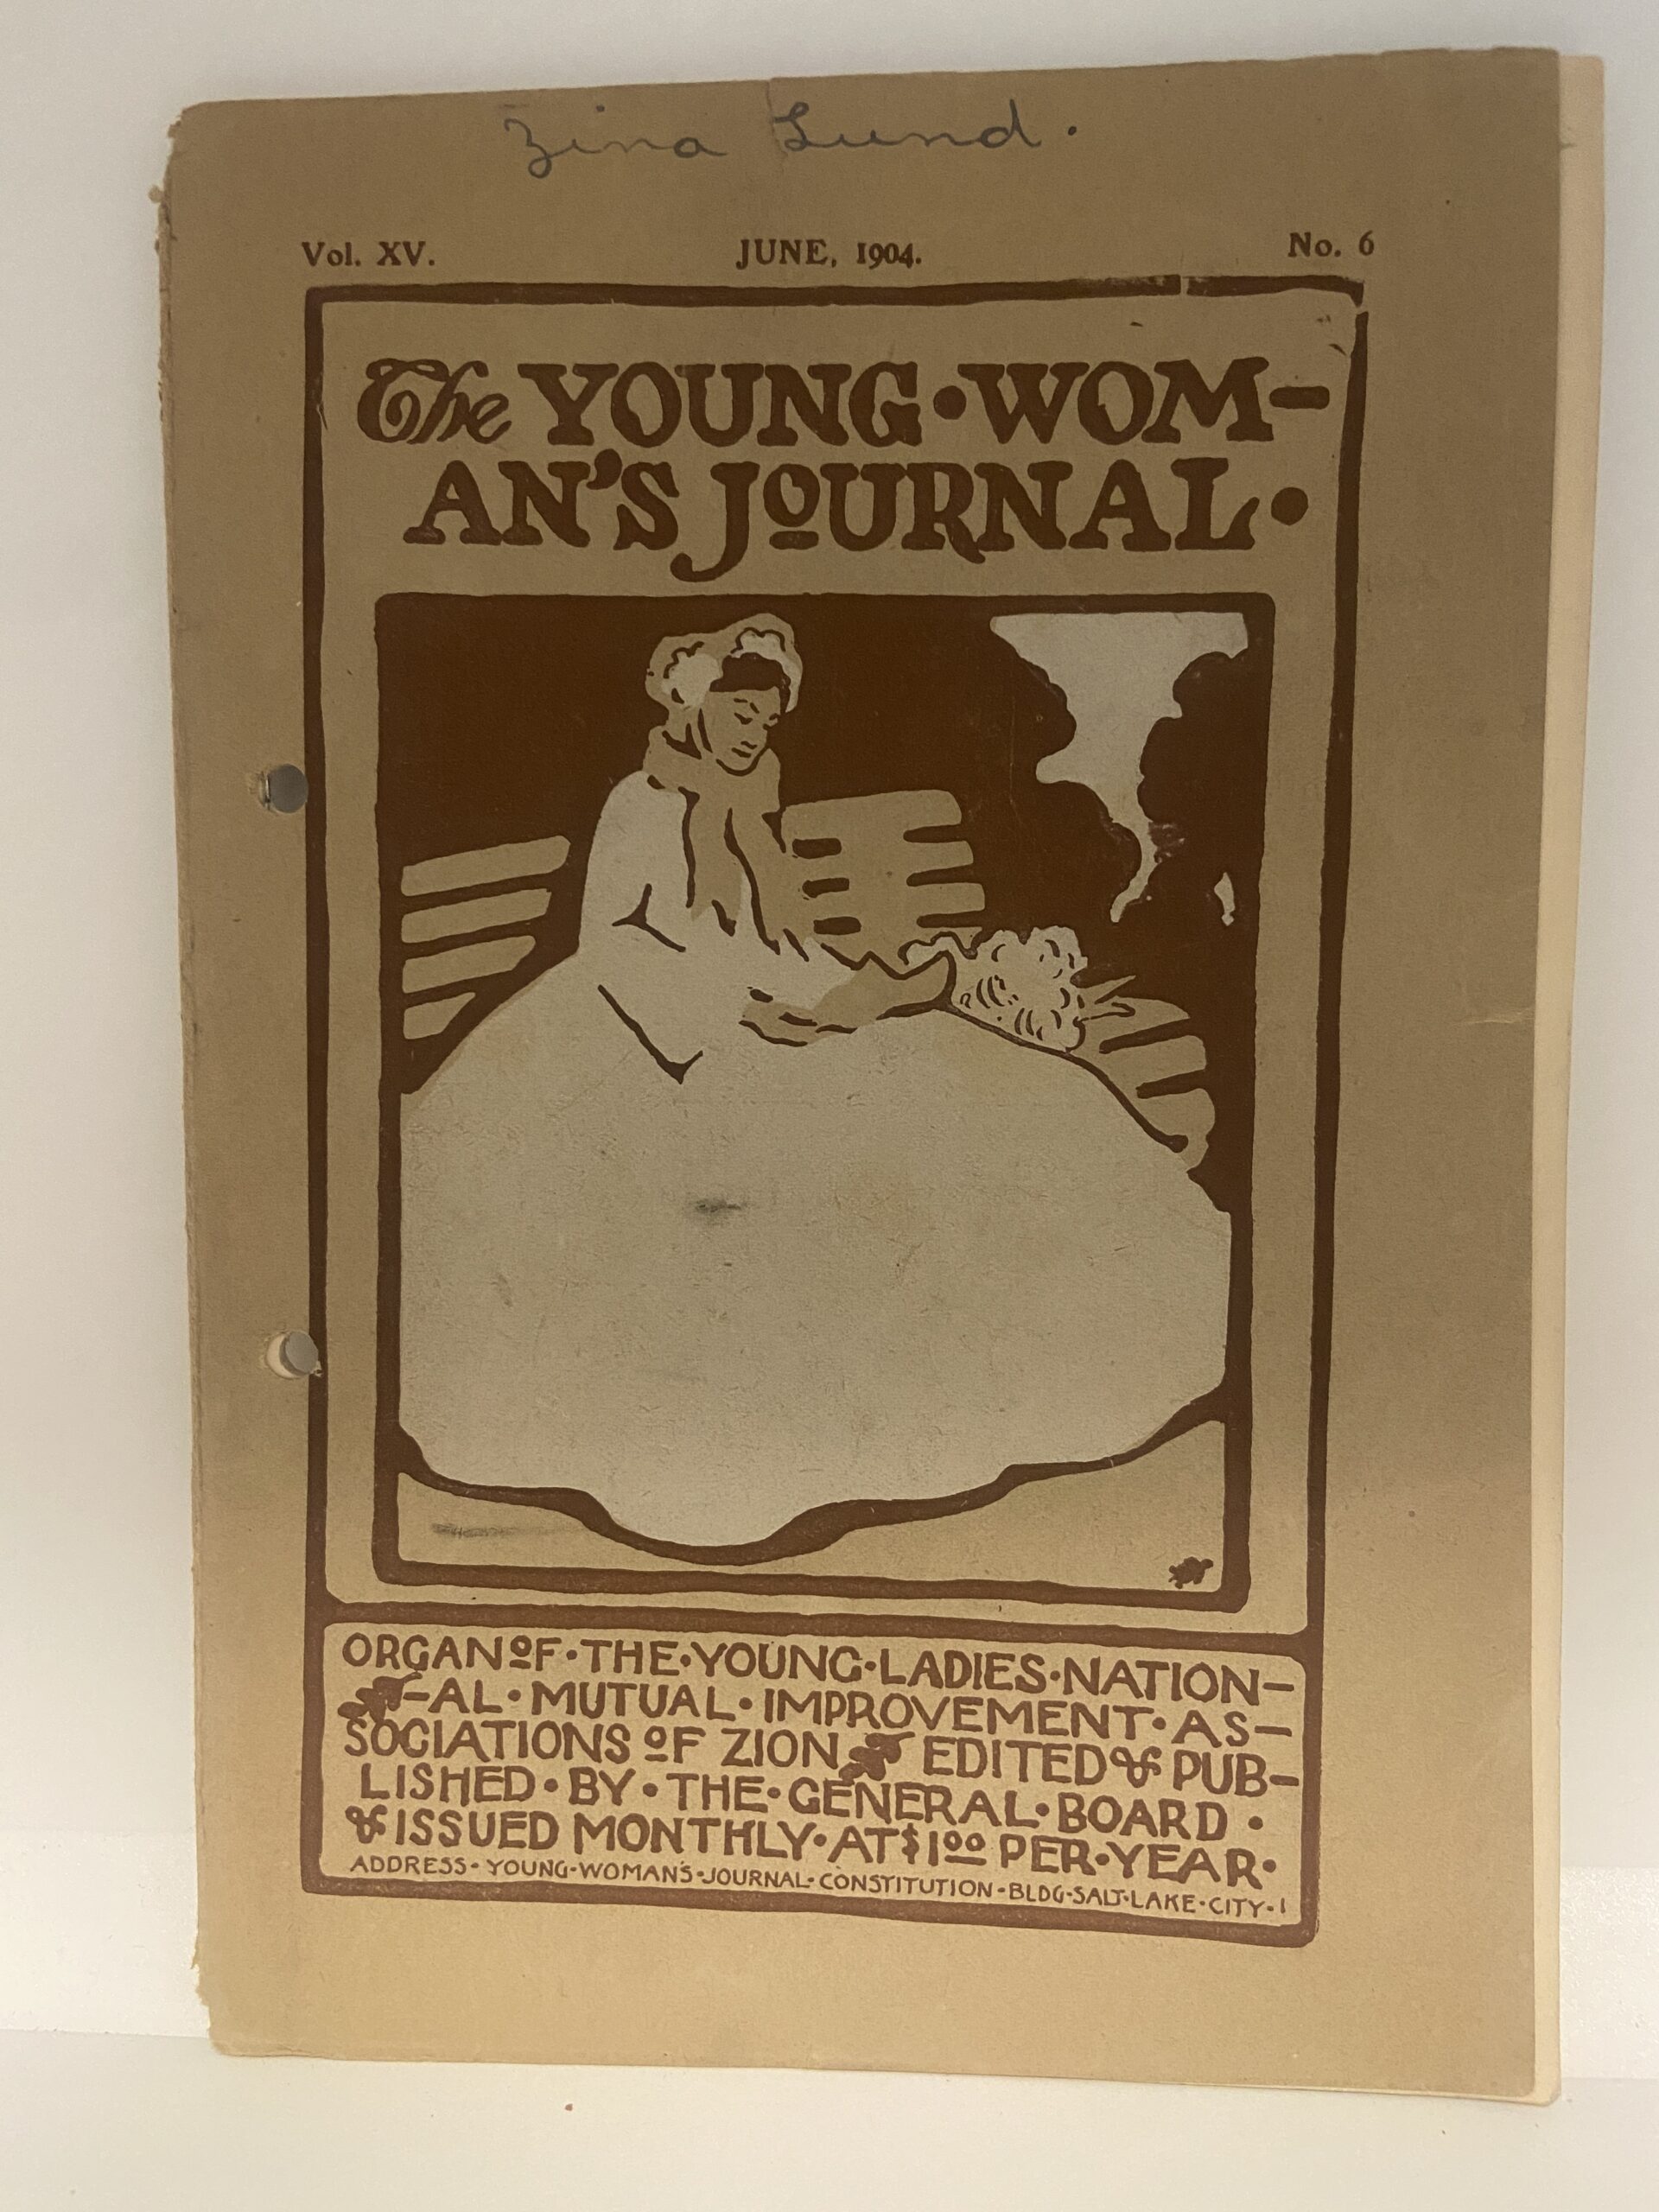 Zina Lund.
Vol. XV. JUNE, 1904. No. 6
The YOUNG·WOM-
AN'S JOURNAL·
ORGAN OF·THE·YOUNG·LADIES·NATION-
-AL·MUTUAL·IMPROVEMENT·AS-
SOCIATIONS OF ZION EDITED & PUB-
LISHED·BY·THE·GENERAL·BOARD·
& ISSUED MONTHLY·AT $1 00 PER·YEAR·
ADDRESS·YOUNG·WOMAN'S·JOURNAL·CONSTITUTION·BLDG·SALT·LAKE·CITY·